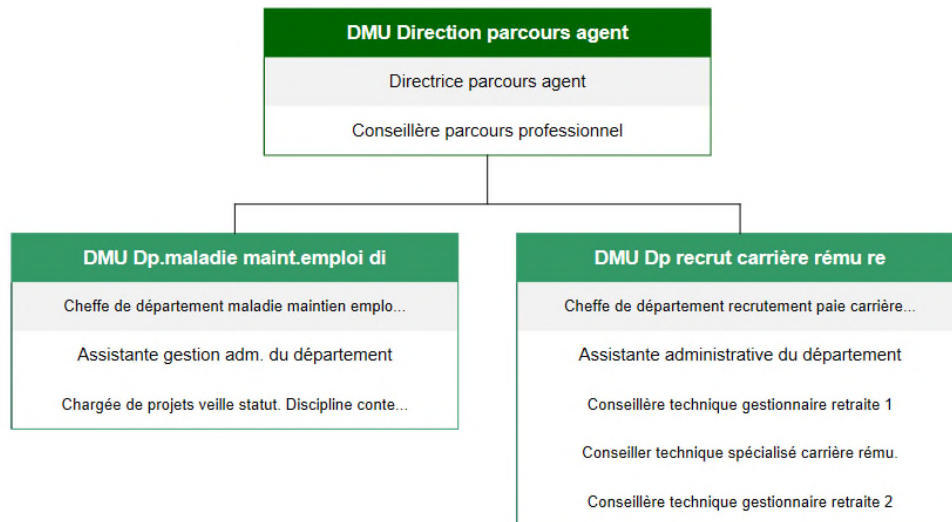 DMU Direction parcours agent
Directrice parcours agent
Conseillère parcours professionnel
DMU Dp.maladie maint.emploi di
Cheffe de département maladie maintien emplo...
Assistante gestion adm. du département
Chargée de projets veille statut. Discipline conte...
DMU Dp recrut carrière rému re
Cheffe de département recrutement paie carrière...
Assistante administrative du département
Conseillère technique gestionnaire retraite 1
Conseiller technique spécialisé carrière rému.
Conseillère technique gestionnaire retraite 2